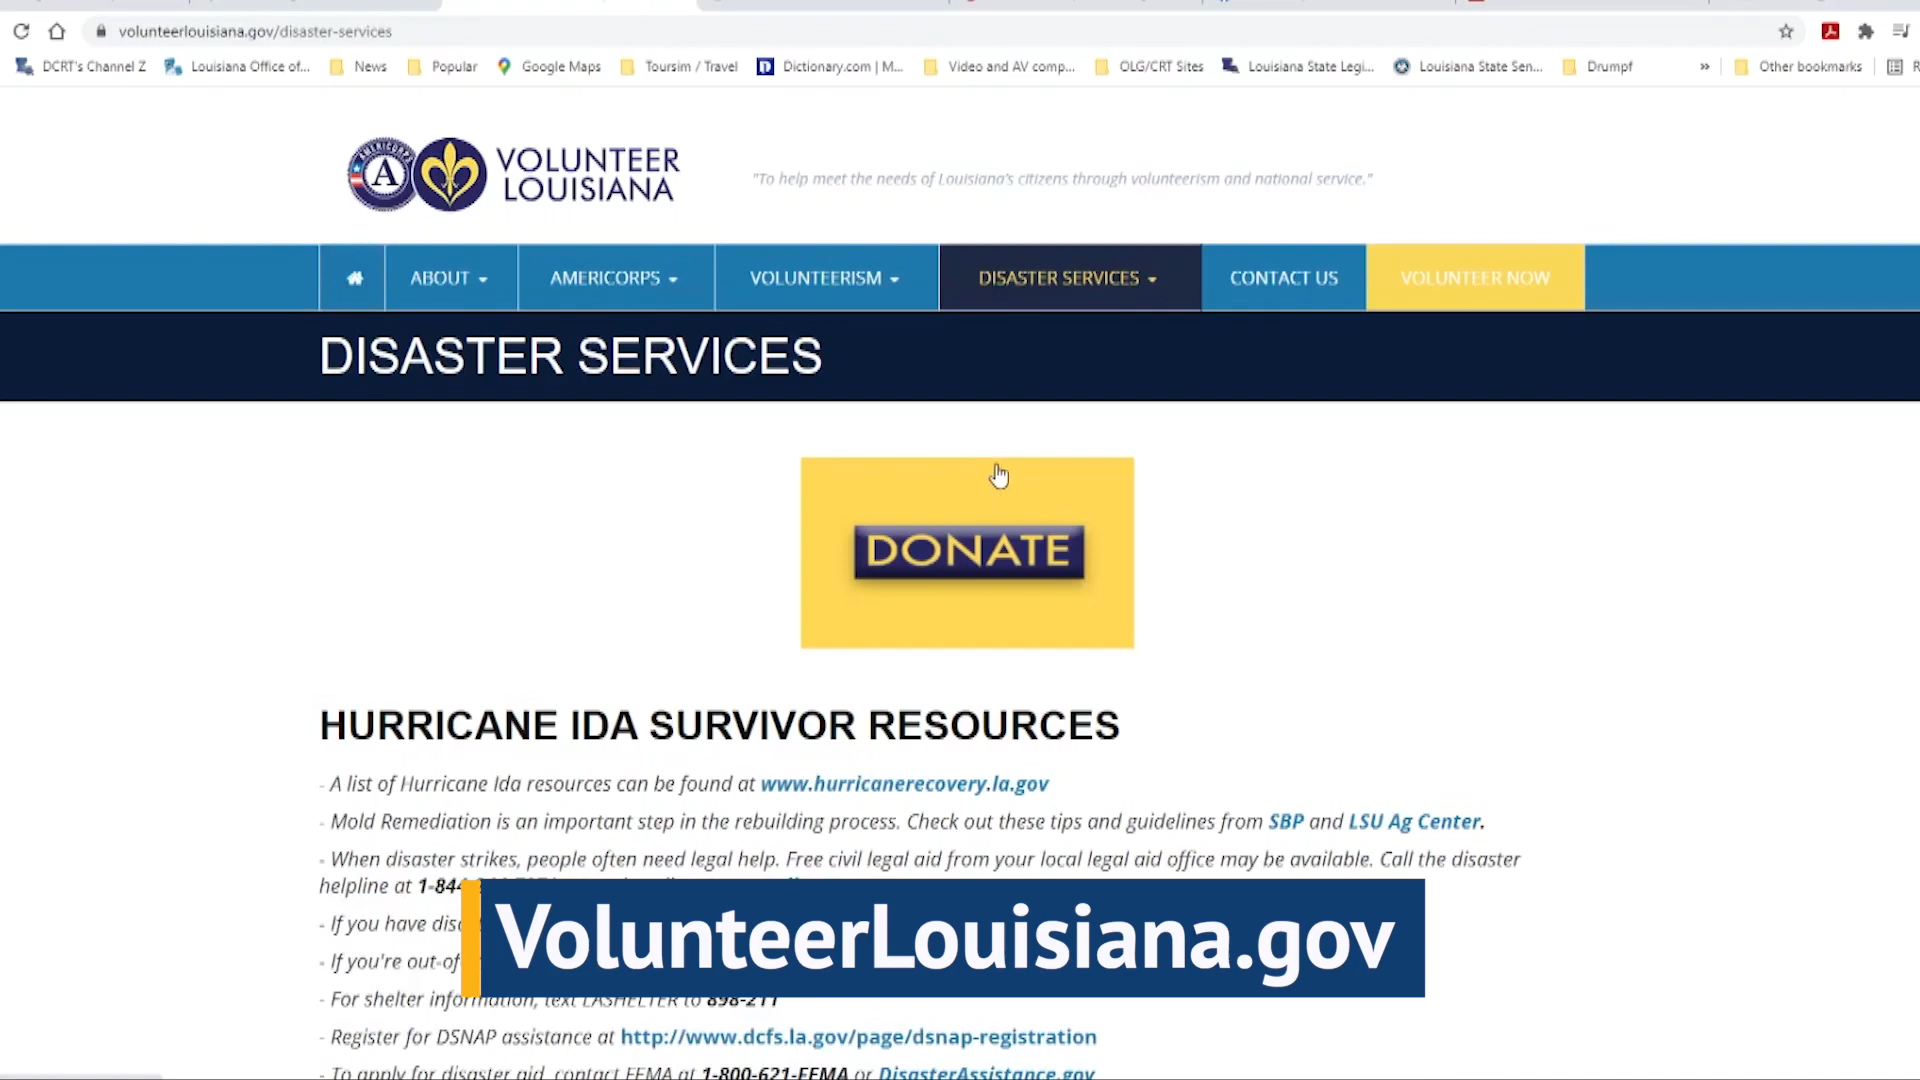 volunteerlouisiana.gov/disaster-services
DCRT's Channel Z Louisiana Office of... News Popular Google Maps Toursim / Travel Dictionary.com | M... Video and AV comp... OLG/CRT Sites Louisiana State Legi... Louisiana State Sen... Drumpf » Other bookmarks
AMERICORPS
A
VOLUNTEER
LOUISIANA
"To help meet the needs of Louisiana's citizens through volunteerism and national service."
ABOUT AMERICORPS VOLUNTEERISM DISASTER SERVICES CONTACT US VOLUNTEER NOW
DISASTER SERVICES
DONATE
HURRICANE IDA SURVIVOR RESOURCES
- A list of Hurricane Ida resources can be found at www.hurricanerecovery.la.gov
- Mold Remediation is an important step in the rebuilding process. Check out these tips and guidelines from SBP and LSU Ag Center.
- When disaster strikes, people often need legal help. Free civil legal aid from your local legal aid office may be available. Call the disaster
helpline at 1-844
- If you have
- If you're out-of
VolunteerLouisiana.gov
- For shelter information, text LASHELTER to 898-211
- Register for DSNAP assistance at http://www.dcfs.la.gov/page/dsnap-registration
- To apply for disaster aid, contact FEMA at 1-800-621-FEMA or DisasterAssistance.gov